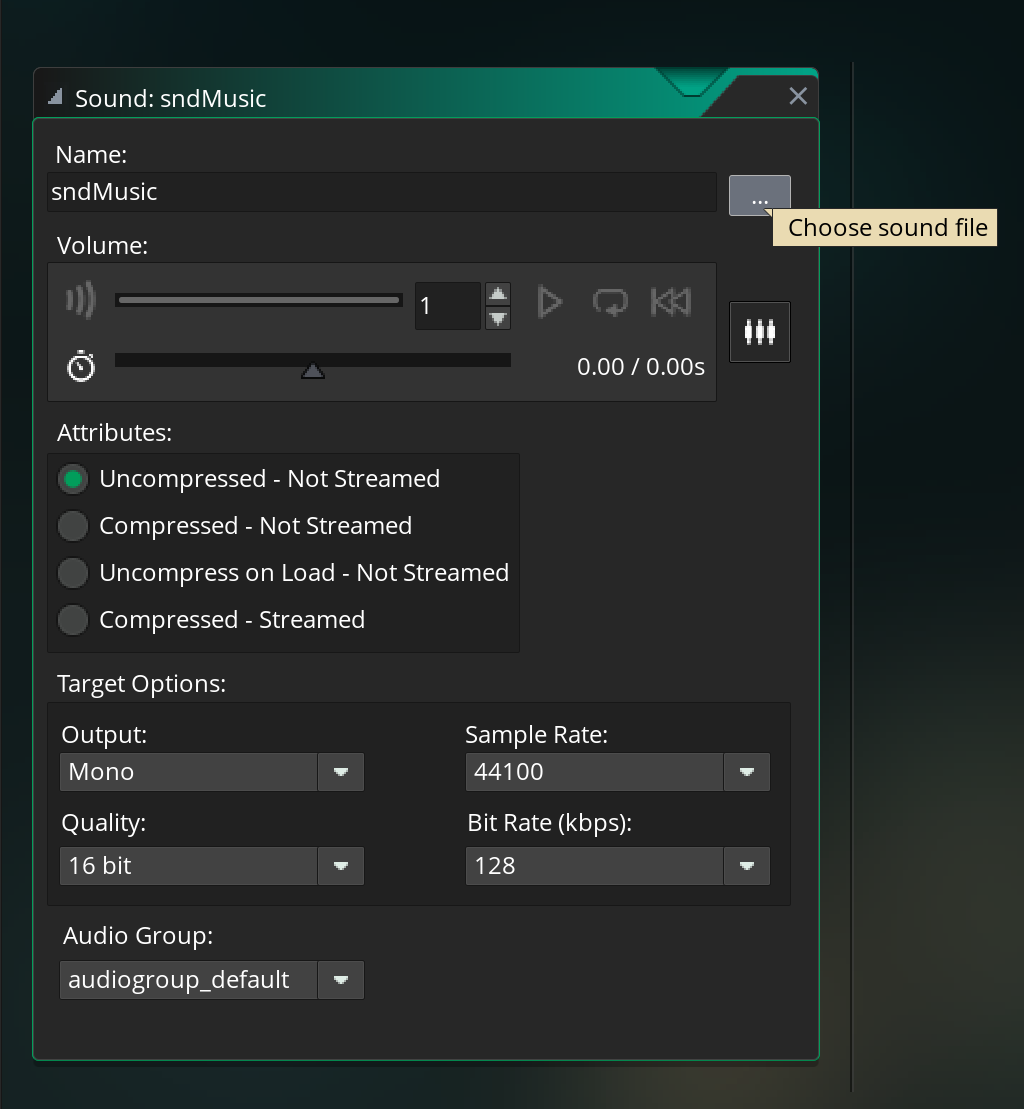 Sound: sndMusic
Name:
sndMusic
...
Choose sound file
Volume:
1
0.00 / 0.00s
Attributes:
Uncompressed - Not Streamed
Compressed - Not Streamed
Uncompress on Load - Not Streamed
Compressed - Streamed
Target Options:
Output:
Sample Rate:
Mono
44100
Quality:
Bit Rate (kbps):
16 bit
128
Audio Group:
audiogroup_default